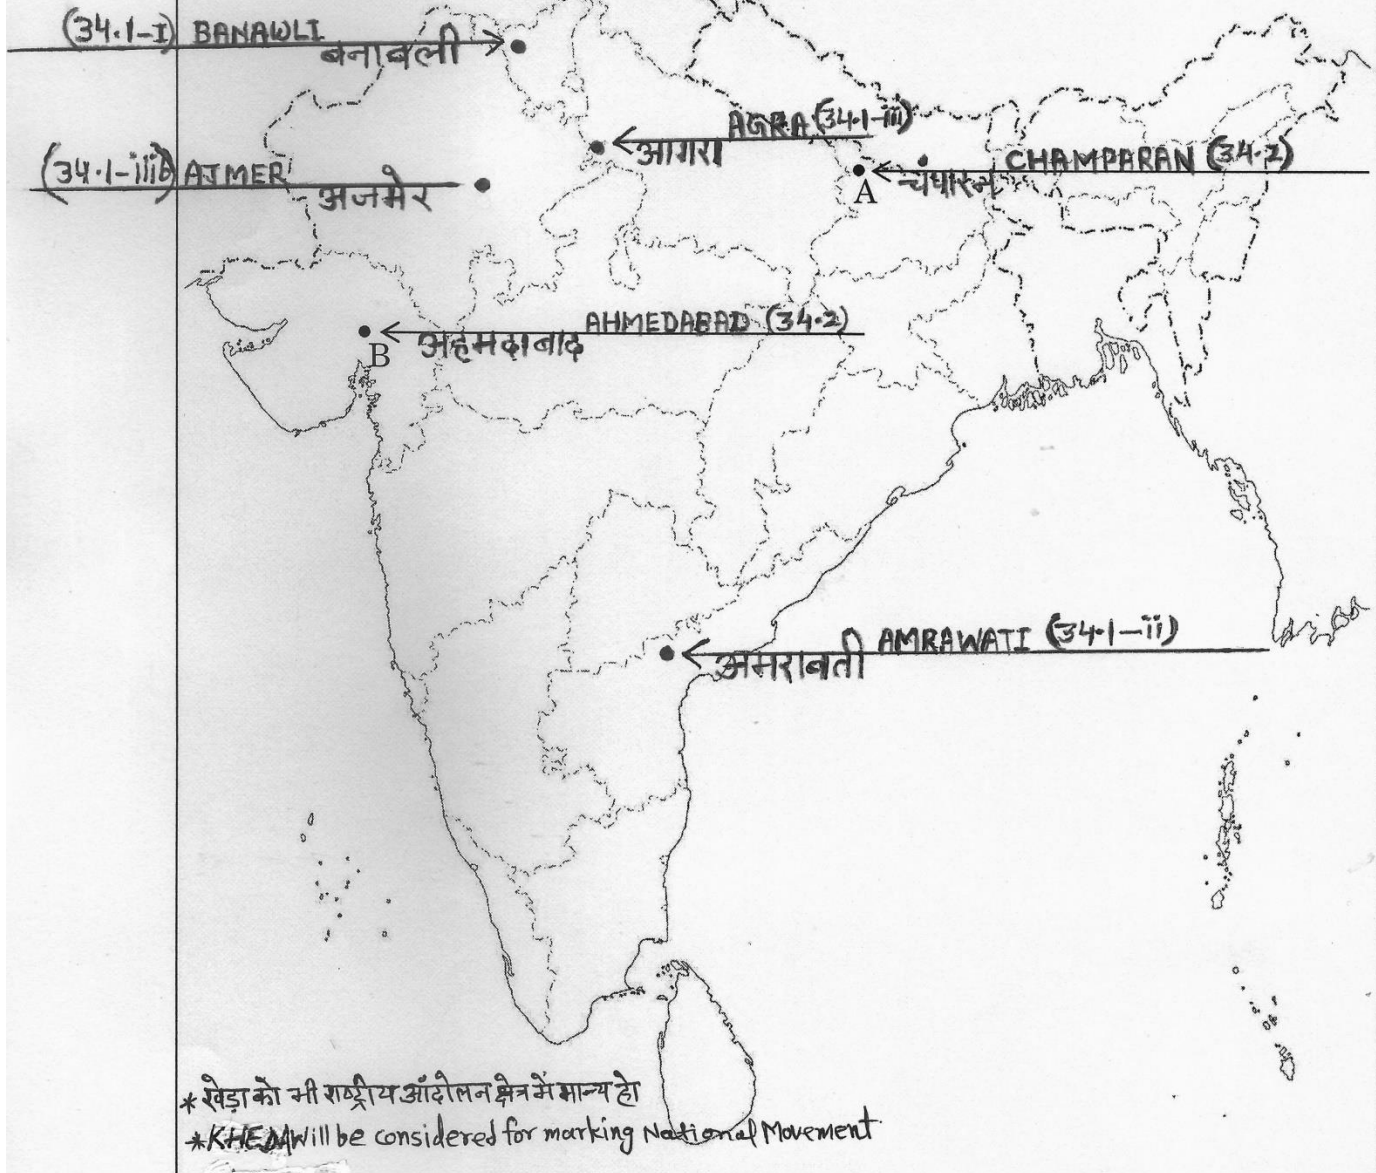 (34.1-I) BANAWLI
बनावली
AGRA (34.1-iii)
आगरा
CHAMPARAN (34.2)
A चंपारन
(34.1-iiib) AJMER
अजमेर
AHMEDABAD (34.2)
B अहमदाबाद
AMRAWATI (34.1-ii)
अमरावती
* खेड़ा को भी राष्ट्रीय आंदोलन क्षेत्र में मान्य हो
* KHEDA Will be considered for marking National Movement